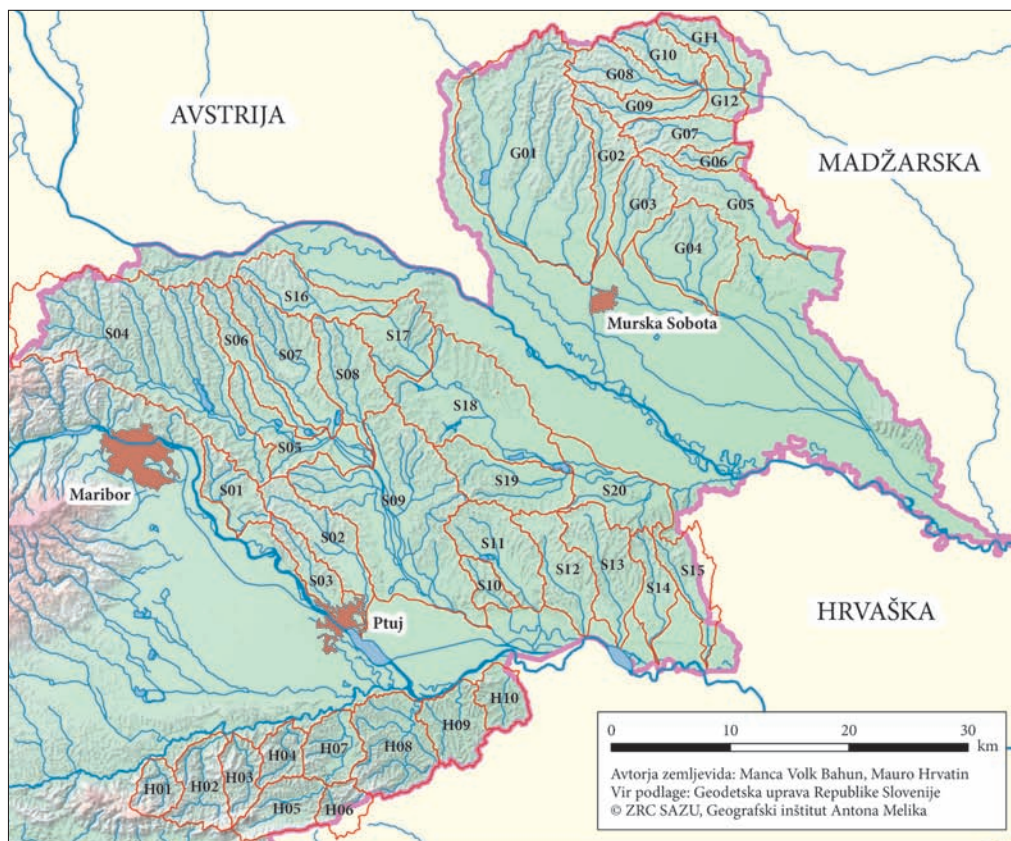 G11
G10
AVSTRIJA
G08
G12
G09
G07
G01
G02
G06
MADŽARSKA
G03
G05
G04
S16
Murska Sobota
S04
S06
S07
S17
S08
S18
S05
Maribor
S01
S09
S19
S20
S02
S11
S03
S10
S12
S13
S14
S15
HRVAŠKA
Ptuj
H10
H09
H04
H07
H08
H01
H02
H03
H05
H06
0 10 20 30
km
Avtorja zemljevida: Manca Volk Bahun, Mauro Hrvatin
Vir podlage: Geodetska uprava Republike Slovenije
© ZRC SAZU, Geografski inštitut Antona Melika